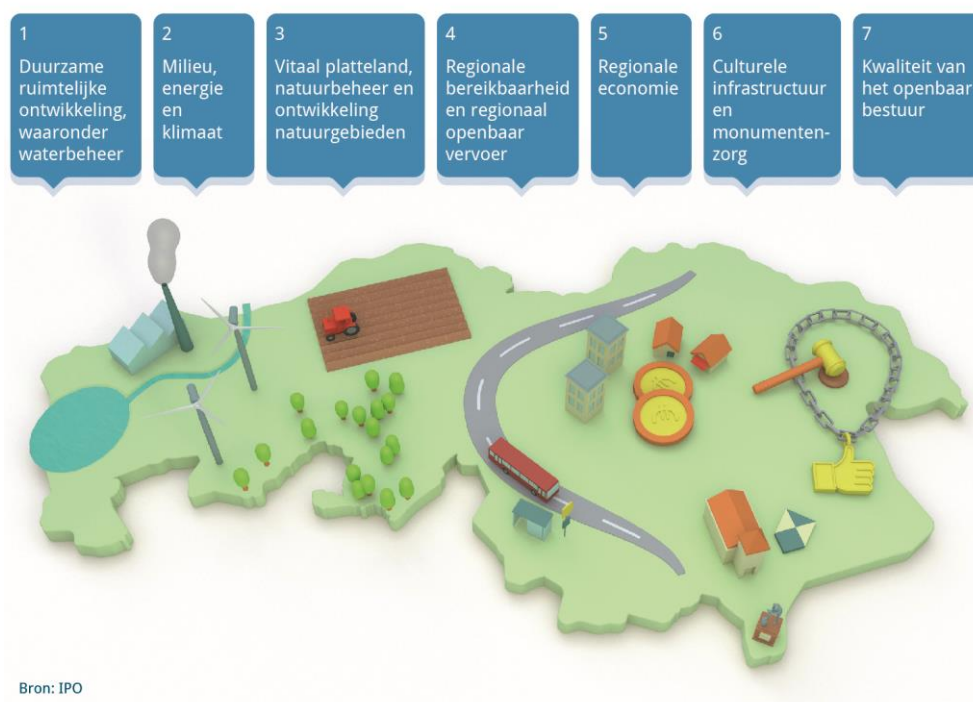 1
Duurzame
ruimtelijke
ontwikkeling,
waaronder
waterbeheer
2
Milieu,
energie
en
klimaat
3
Vitaal platteland,
natuurbeheer en
ontwikkeling
natuurgebieden
4
Regionale
bereikbaarheid
en regionaal
openbaar
vervoer
5
Regionale
economie
6
Culturele
infrastructuur
en
monumenten-
zorg
7
Kwaliteit van
het openbaar
bestuur
Bron: IPO